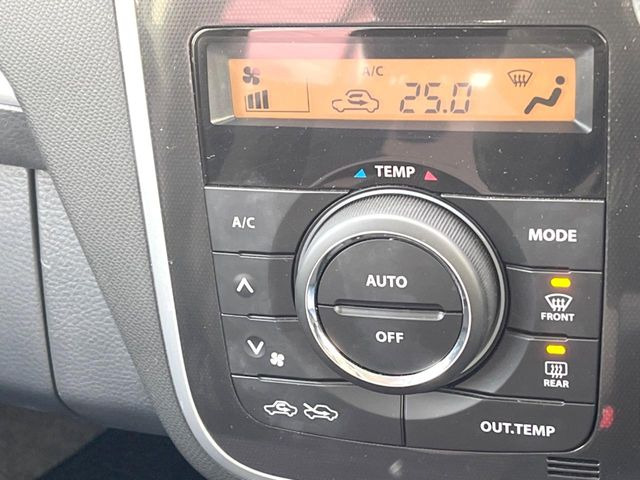 A/C
25.0
TEMP
A/C
MODE
AUTO
OFF
FRONT
REAR
OUT.TEMP